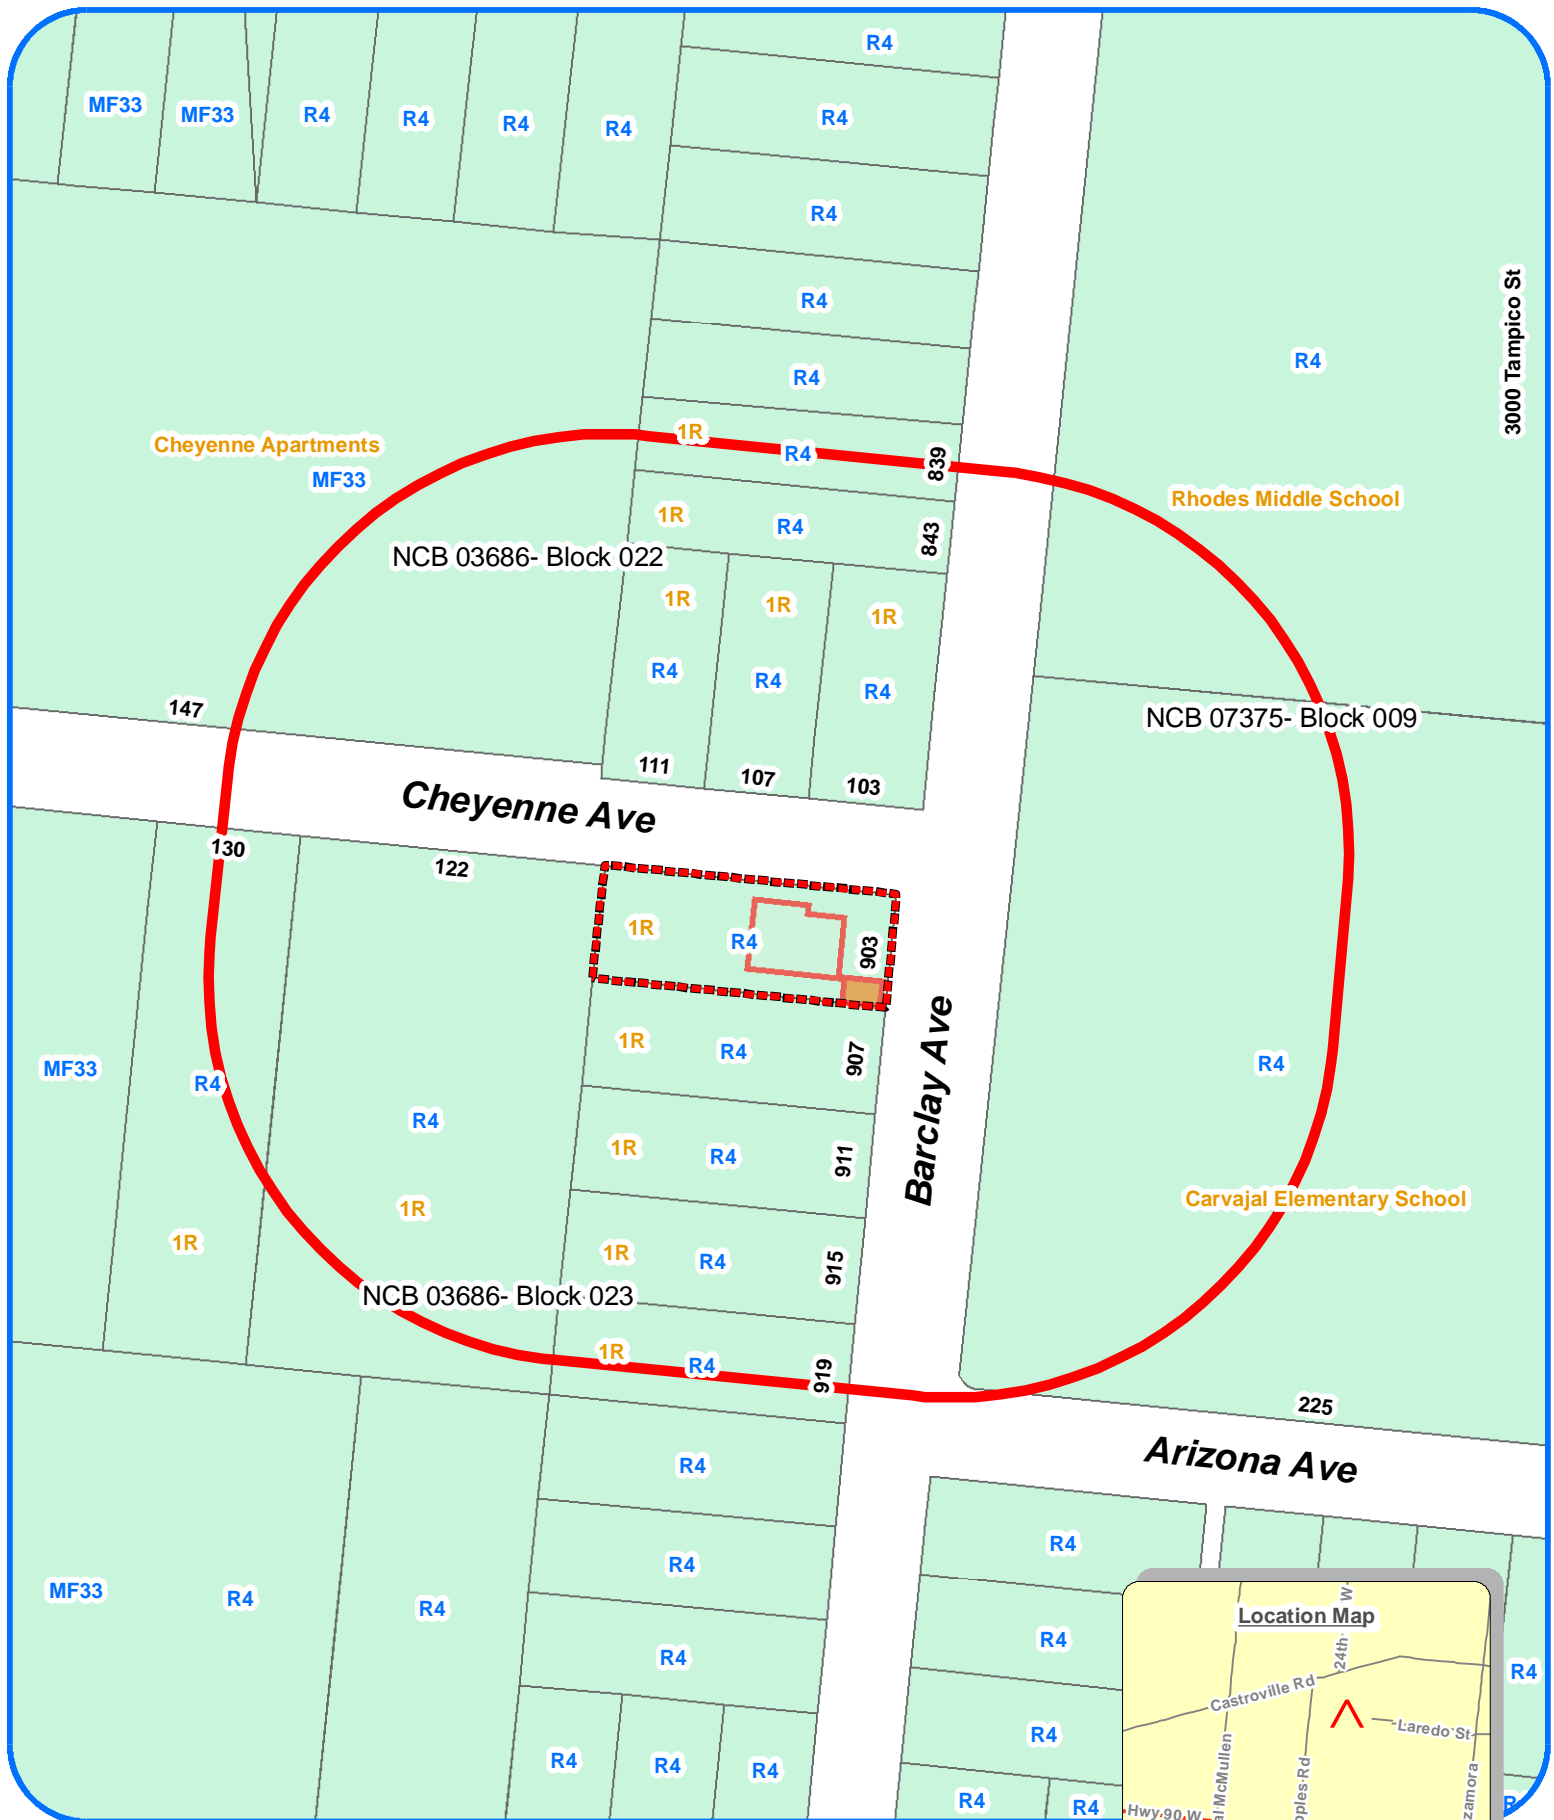 R4
MF33
MF33
R4
R4
R4
R4
R4
R4
R4
R4
3000 Tampico St
R4
Cheyenne Apartments
MF33
1R
R4
839
Rhodes Middle School
1R
R4
843
NCB 03686- Block 022
1R
1R
1R
R4
R4
R4
147
NCB 07375- Block 009
111
107
103
Cheyenne Ave
130
122
1R
R4
903
1R
R4
907
Barclay Ave
MF33
R4
R4
R4
1R
R4
911
1R
1R
Carvajal Elementary School
1R
R4
915
NCB 03686- Block 023
1R
R4
919
225
Arizona Ave
R4
R4
R4
MF33
R4
R4
R4
R4
R4
R4
R4
R4
R4
R4
R4
R4
Location Map
24th
W
Castroville Rd
Laredo St
McMullen
Rd
zamora
Hwy 90 W